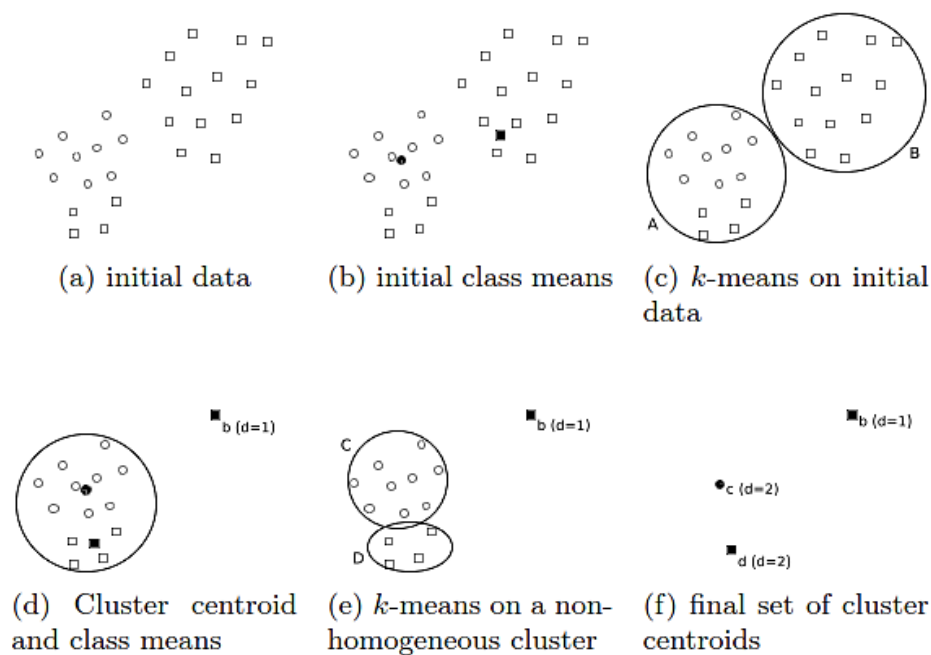 (a) initial data
(b) initial class means
A
B
(c) k-means on initial
data
b (d=1)
(d) Cluster centroid
and class means
C
D
b (d=1)
(e) k-means on a non-
homogeneous cluster
b (d=1)
c (d=2)
d (d=2)
(f) final set of cluster
centroids